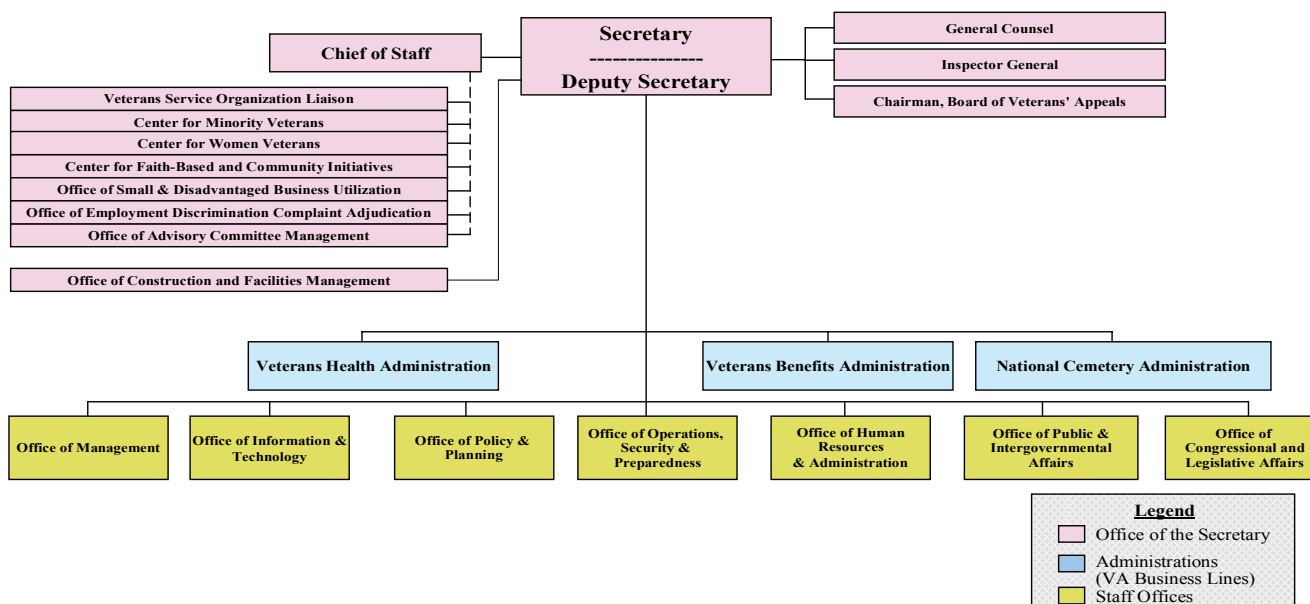 Secretary
---------------
Deputy Secretary
Chief of Staff
General Counsel
Inspector General
Chairman, Board of Veterans' Appeals
Veterans Service Organization Liaison
Center for Minority Veterans
Center for Women Veterans
Center for Faith-Based and Community Initiatives
Office of Small & Disadvantaged Business Utilization
Office of Employment Discrimination Complaint Adjudication
Office of Advisory Committee Management
Office of Construction and Facilities Management
Veterans Health Administration
Veterans Benefits Administration
National Cemetery Administration
Office of Management
Office of Information &
Technology
Office of Policy &
Planning
Office of Operations,
Security &
Preparedness
Office of Human
Resources
& Administration
Office of Public &
Intergovernmental
Affairs
Office of
Congressional and
Legislative Affairs
Legend
Office of the Secretary
Administrations
(VA Business Lines)
Staff Offices